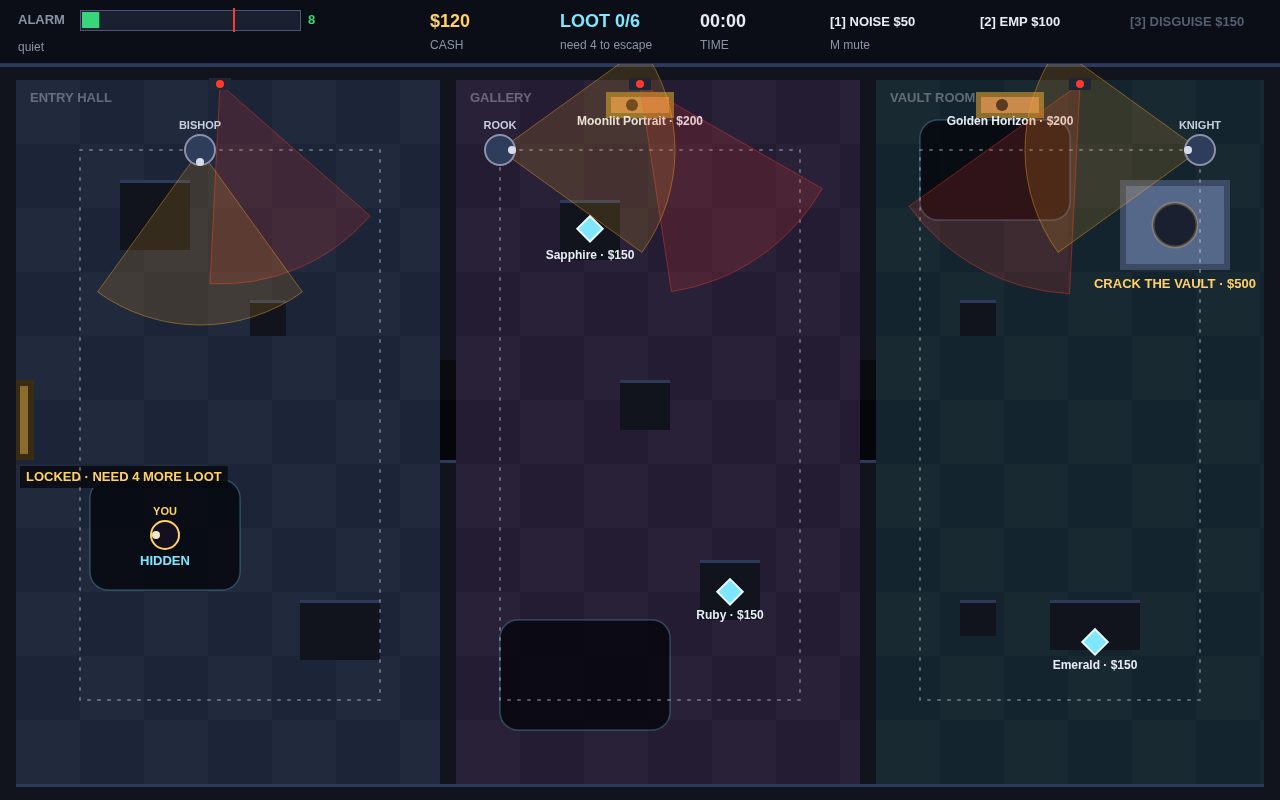 ALARM
8
quiet
$120
CASH
LOOT 0/6
need 4 to escape
00:00
TIME
[1] NOISE $50
M mute
[2] EMP $100
[3] DISGUISE $150
ENTRY HALL
BISHOP
GALLERY
ROOK
Moonlit Portrait · $200
VAULT ROOM
Golden Horizon · $200
KNIGHT
Sapphire · $150
CRACK THE VAULT · $500
LOCKED · NEED 4 MORE LOOT
YOU
HIDDEN
Ruby · $150
Emerald · $150